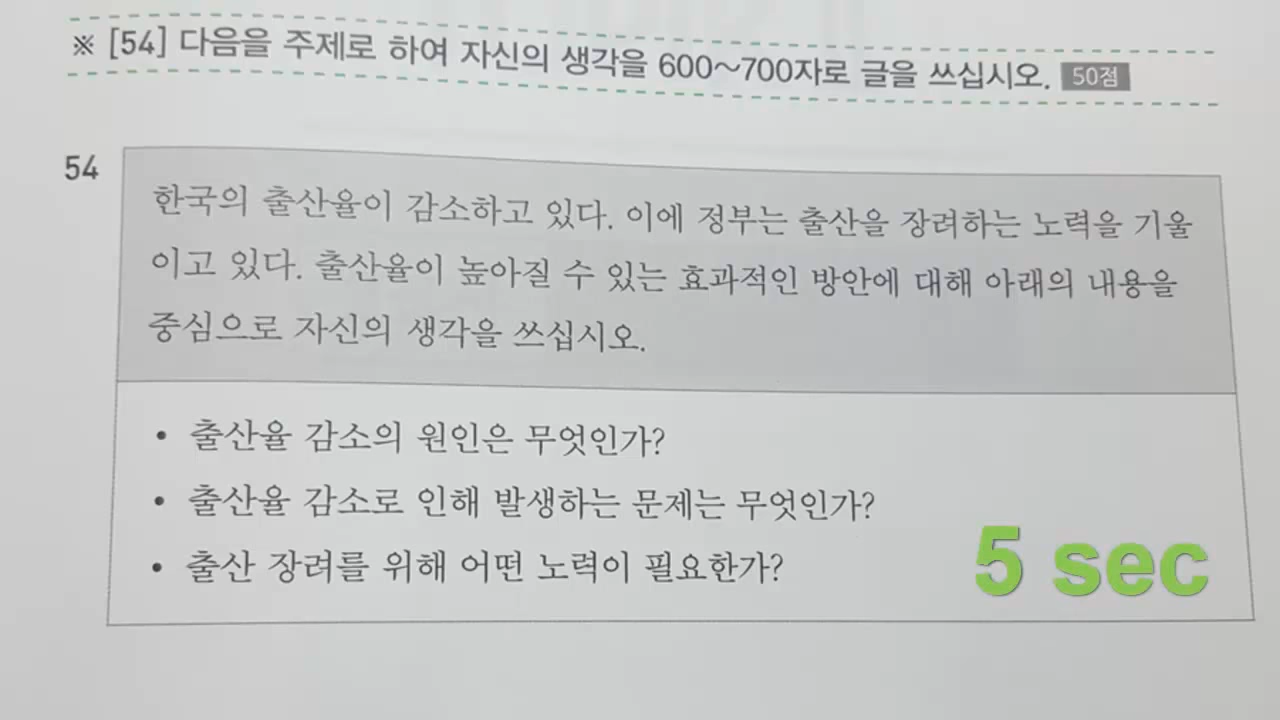 ※ [54] 다음을 주제로 하여 자신의 생각을 600~700자로 글을 쓰십시오. 50점
54
한국의 출산율이 감소하고 있다. 이에 정부는 출산을 장려하는 노력을 기울
이고 있다. 출산율이 높아질 수 있는 효과적인 방안에 대해 아래의 내용을
중심으로 자신의 생각을 쓰십시오.
• 출산율 감소의 원인은 무엇인가?
• 출산율 감소로 인해 발생하는 문제는 무엇인가?
• 출산 장려를 위해 어떤 노력이 필요한가?
5 sec